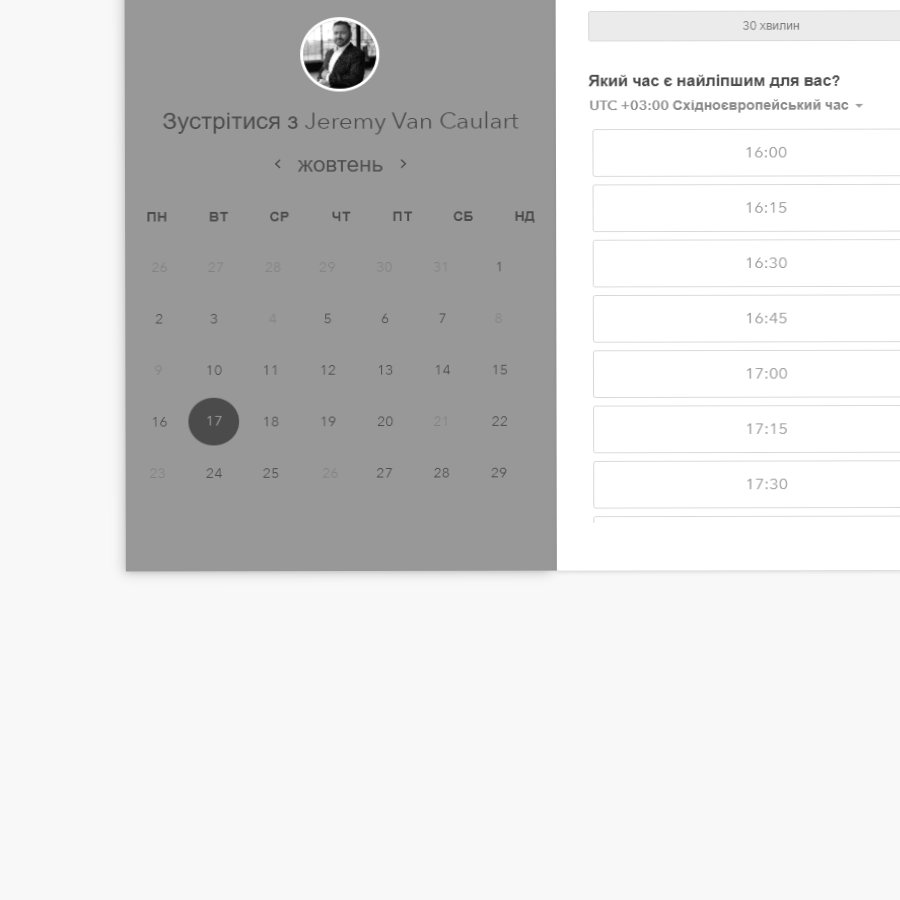 Зустрітися з Jeremy Van Caulart
< жовтень >
ПН ВТ СР ЧТ ПТ СБ НД
26 27 28 29 30 31 1
2 3 4 5 6 7 8
9 10 11 12 13 14 15
16 17 18 19 20 21 22
23 24 25 26 27 28 29
30 хвилин
Який час є найліпшим для вас?
UTC +03:00 Східноєвропейський час
16:00
16:15
16:30
16:45
17:00
17:15
17:30